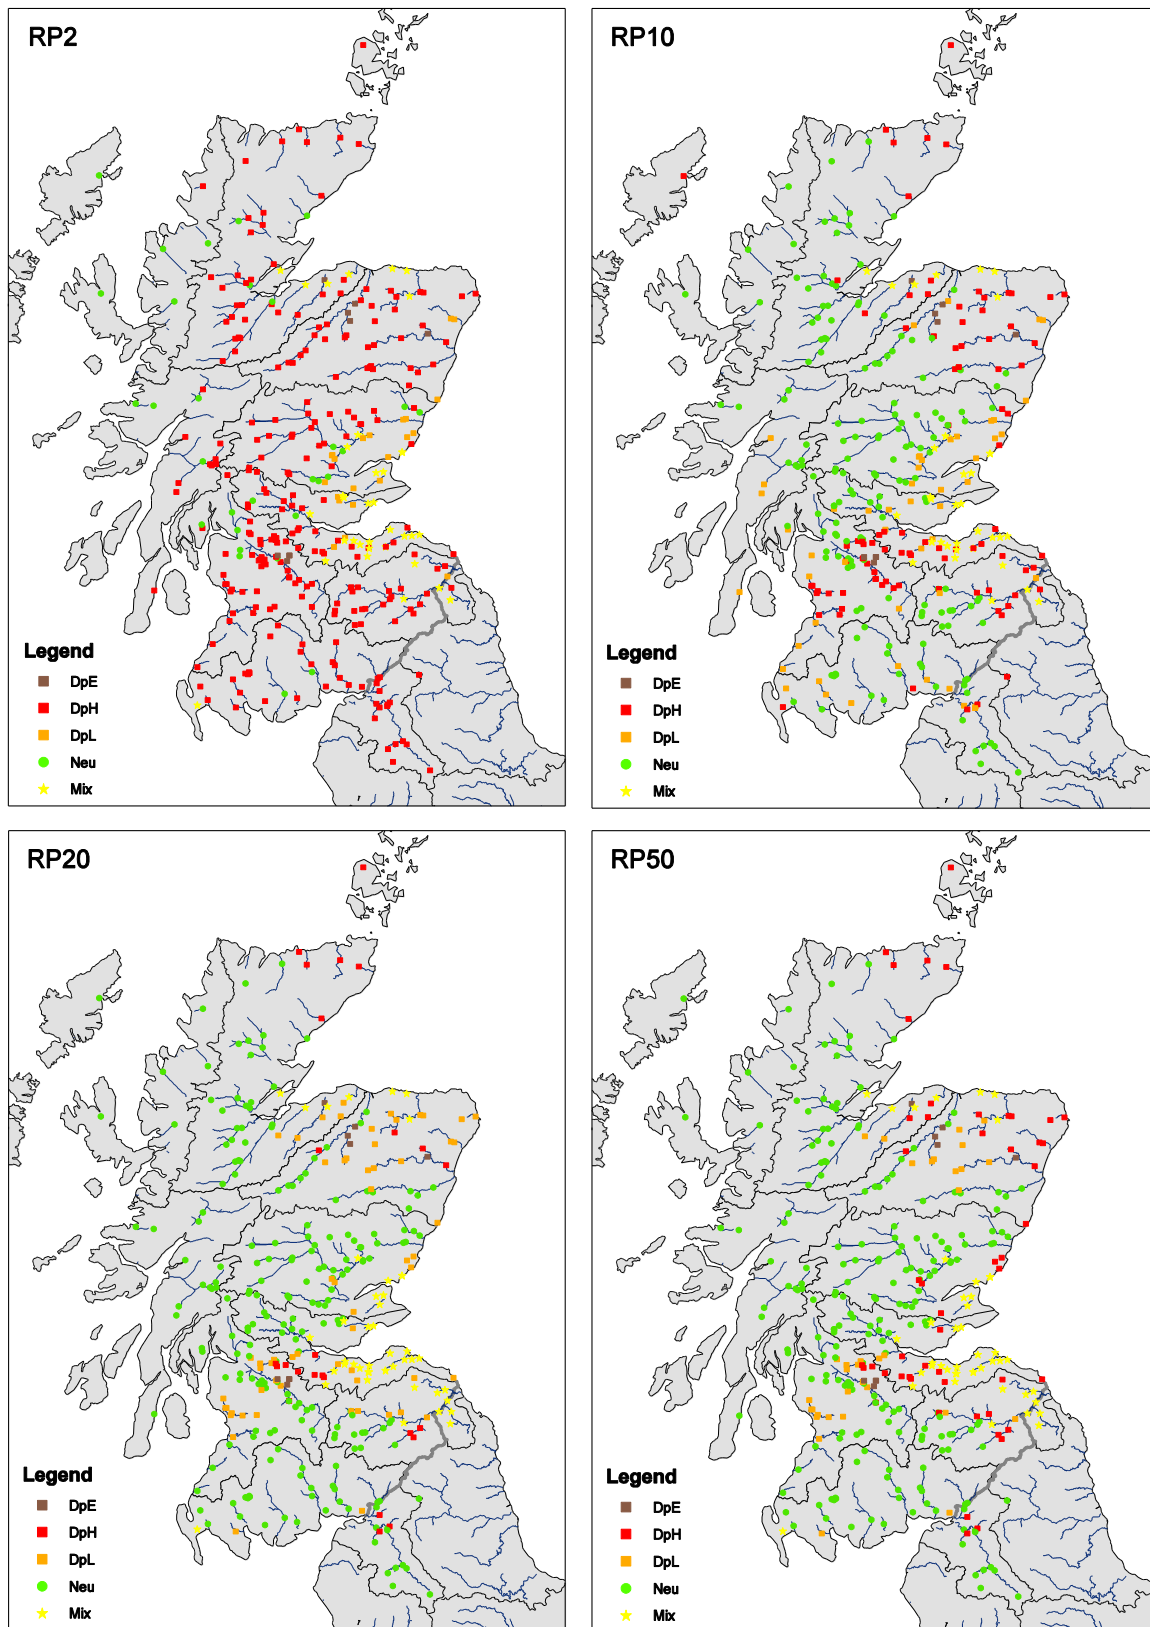 RP2
Legend
DpE
DpH
DpL
Neu
Mix
RP10
Legend
DpE
DpH
DpL
Neu
Mix
RP20
Legend
DpE
DpH
DpL
Neu
Mix
RP50
Legend
DpE
DpH
DpL
Neu
Mix